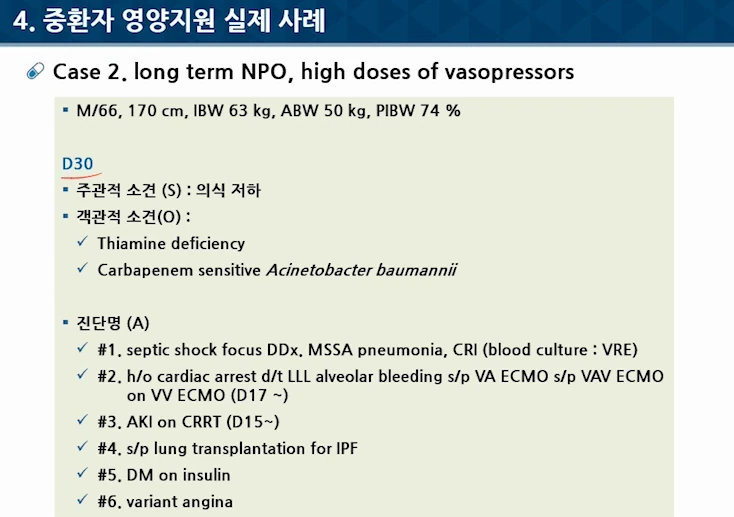 4. 중환자 영양지원 실제 사례
Case 2. long term NPO, high doses of vasopressors
▪ M/66, 170 cm, IBW 63 kg, ABW 50 kg, PIBW 74 %
D30
▪ 주관적 소견 (S) : 의식 저하
▪ 객관적 소견(O) :
✓ Thiamine deficiency
✓ Carbapenem sensitive Acinetobacter baumannii
▪ 진단명 (A)
✓ #1. septic shock focus DDx. MSSA pneumonia, CRI (blood culture : VRE)
✓ #2. h/o cardiac arrest d/t LLL alveolar bleeding s/p VA ECMO s/p VAV ECMO
on VV ECMO (D17 ~)
✓ #3. AKI on CRRT (D15~)
✓ #4. s/p lung transplantation for IPF
✓ #5. DM on insulin
✓ #6. variant angina